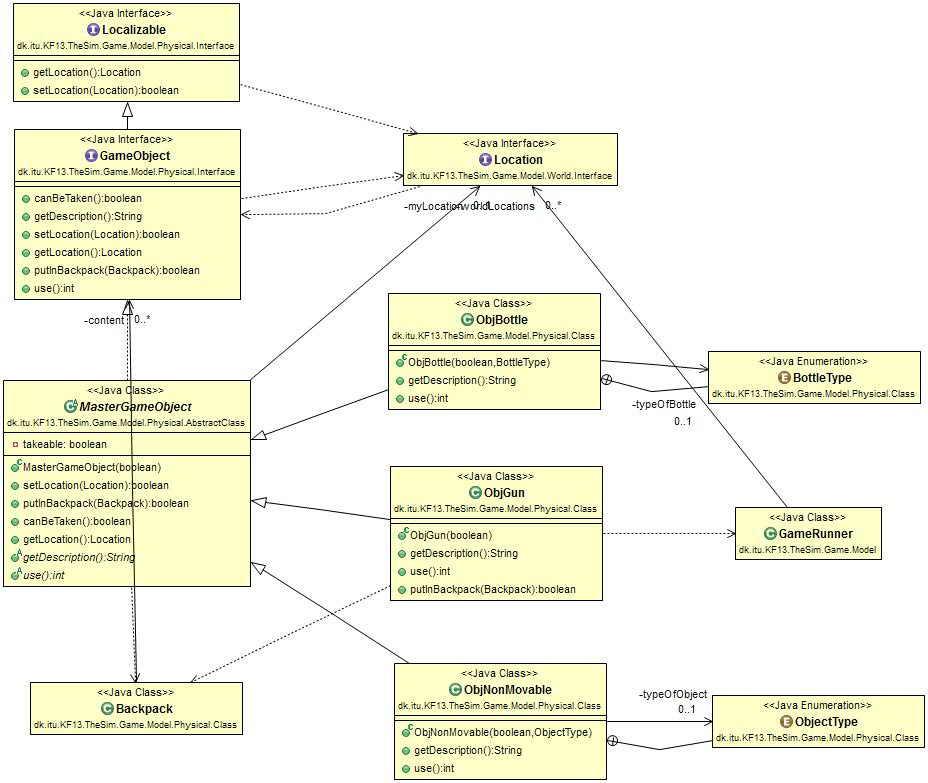 <<Java Interface>>
Localizable
dk.itu.KF13.TheSim.Game.Model.Physical.Interface
getLocation():Location
setLocation(Location):boolean
<<Java Interface>>
GameObject
dk.itu.KF13.TheSim.Game.Model.Physical.Interface
canBeTaken():boolean
getDescription():String
setLocation(Location):boolean
getLocation():Location
putInBackpack(Backpack):boolean
use():int
<<Java Interface>>
Location
dk.itu.KF13.TheSim.Game.Model.World.Interface
-myLocation
0..1
worldLocations
0..*
-content
0..*
<<Java Class>>
MasterGameObject
dk.itu.KF13.TheSim.Game.Model.Physical.AbstractClass
takeable: boolean
MasterGameObject(boolean)
setLocation(Location):boolean
putInBackpack(Backpack):boolean
canBeTaken():boolean
getLocation():Location
getDescription():String
use():int
<<Java Class>>
ObjBottle
dk.itu.KF13.TheSim.Game.Model.Physical.Class
ObjBottle(boolean,BottleType)
getDescription():String
use():int
<<Java Enumeration>>
BottleType
dk.itu.KF13.TheSim.Game.Model.Physical.Class
-typeOfBottle
0..1
<<Java Class>>
ObjGun
dk.itu.KF13.TheSim.Game.Model.Physical.Class
ObjGun(boolean)
getDescription():String
use():int
putInBackpack(Backpack):boolean
<<Java Class>>
GameRunner
dk.itu.KF13.TheSim.Game.Model
<<Java Class>>
Backpack
dk.itu.KF13.TheSim.Game.Model.Physical.Class
<<Java Class>>
ObjNonMovable
dk.itu.KF13.TheSim.Game.Model.Physical.Class
ObjNonMovable(boolean,ObjectType)
getDescription():String
use():int
-typeOfObject
0..1
<<Java Enumeration>>
ObjectType
dk.itu.KF13.TheSim.Game.Model.Physical.Class